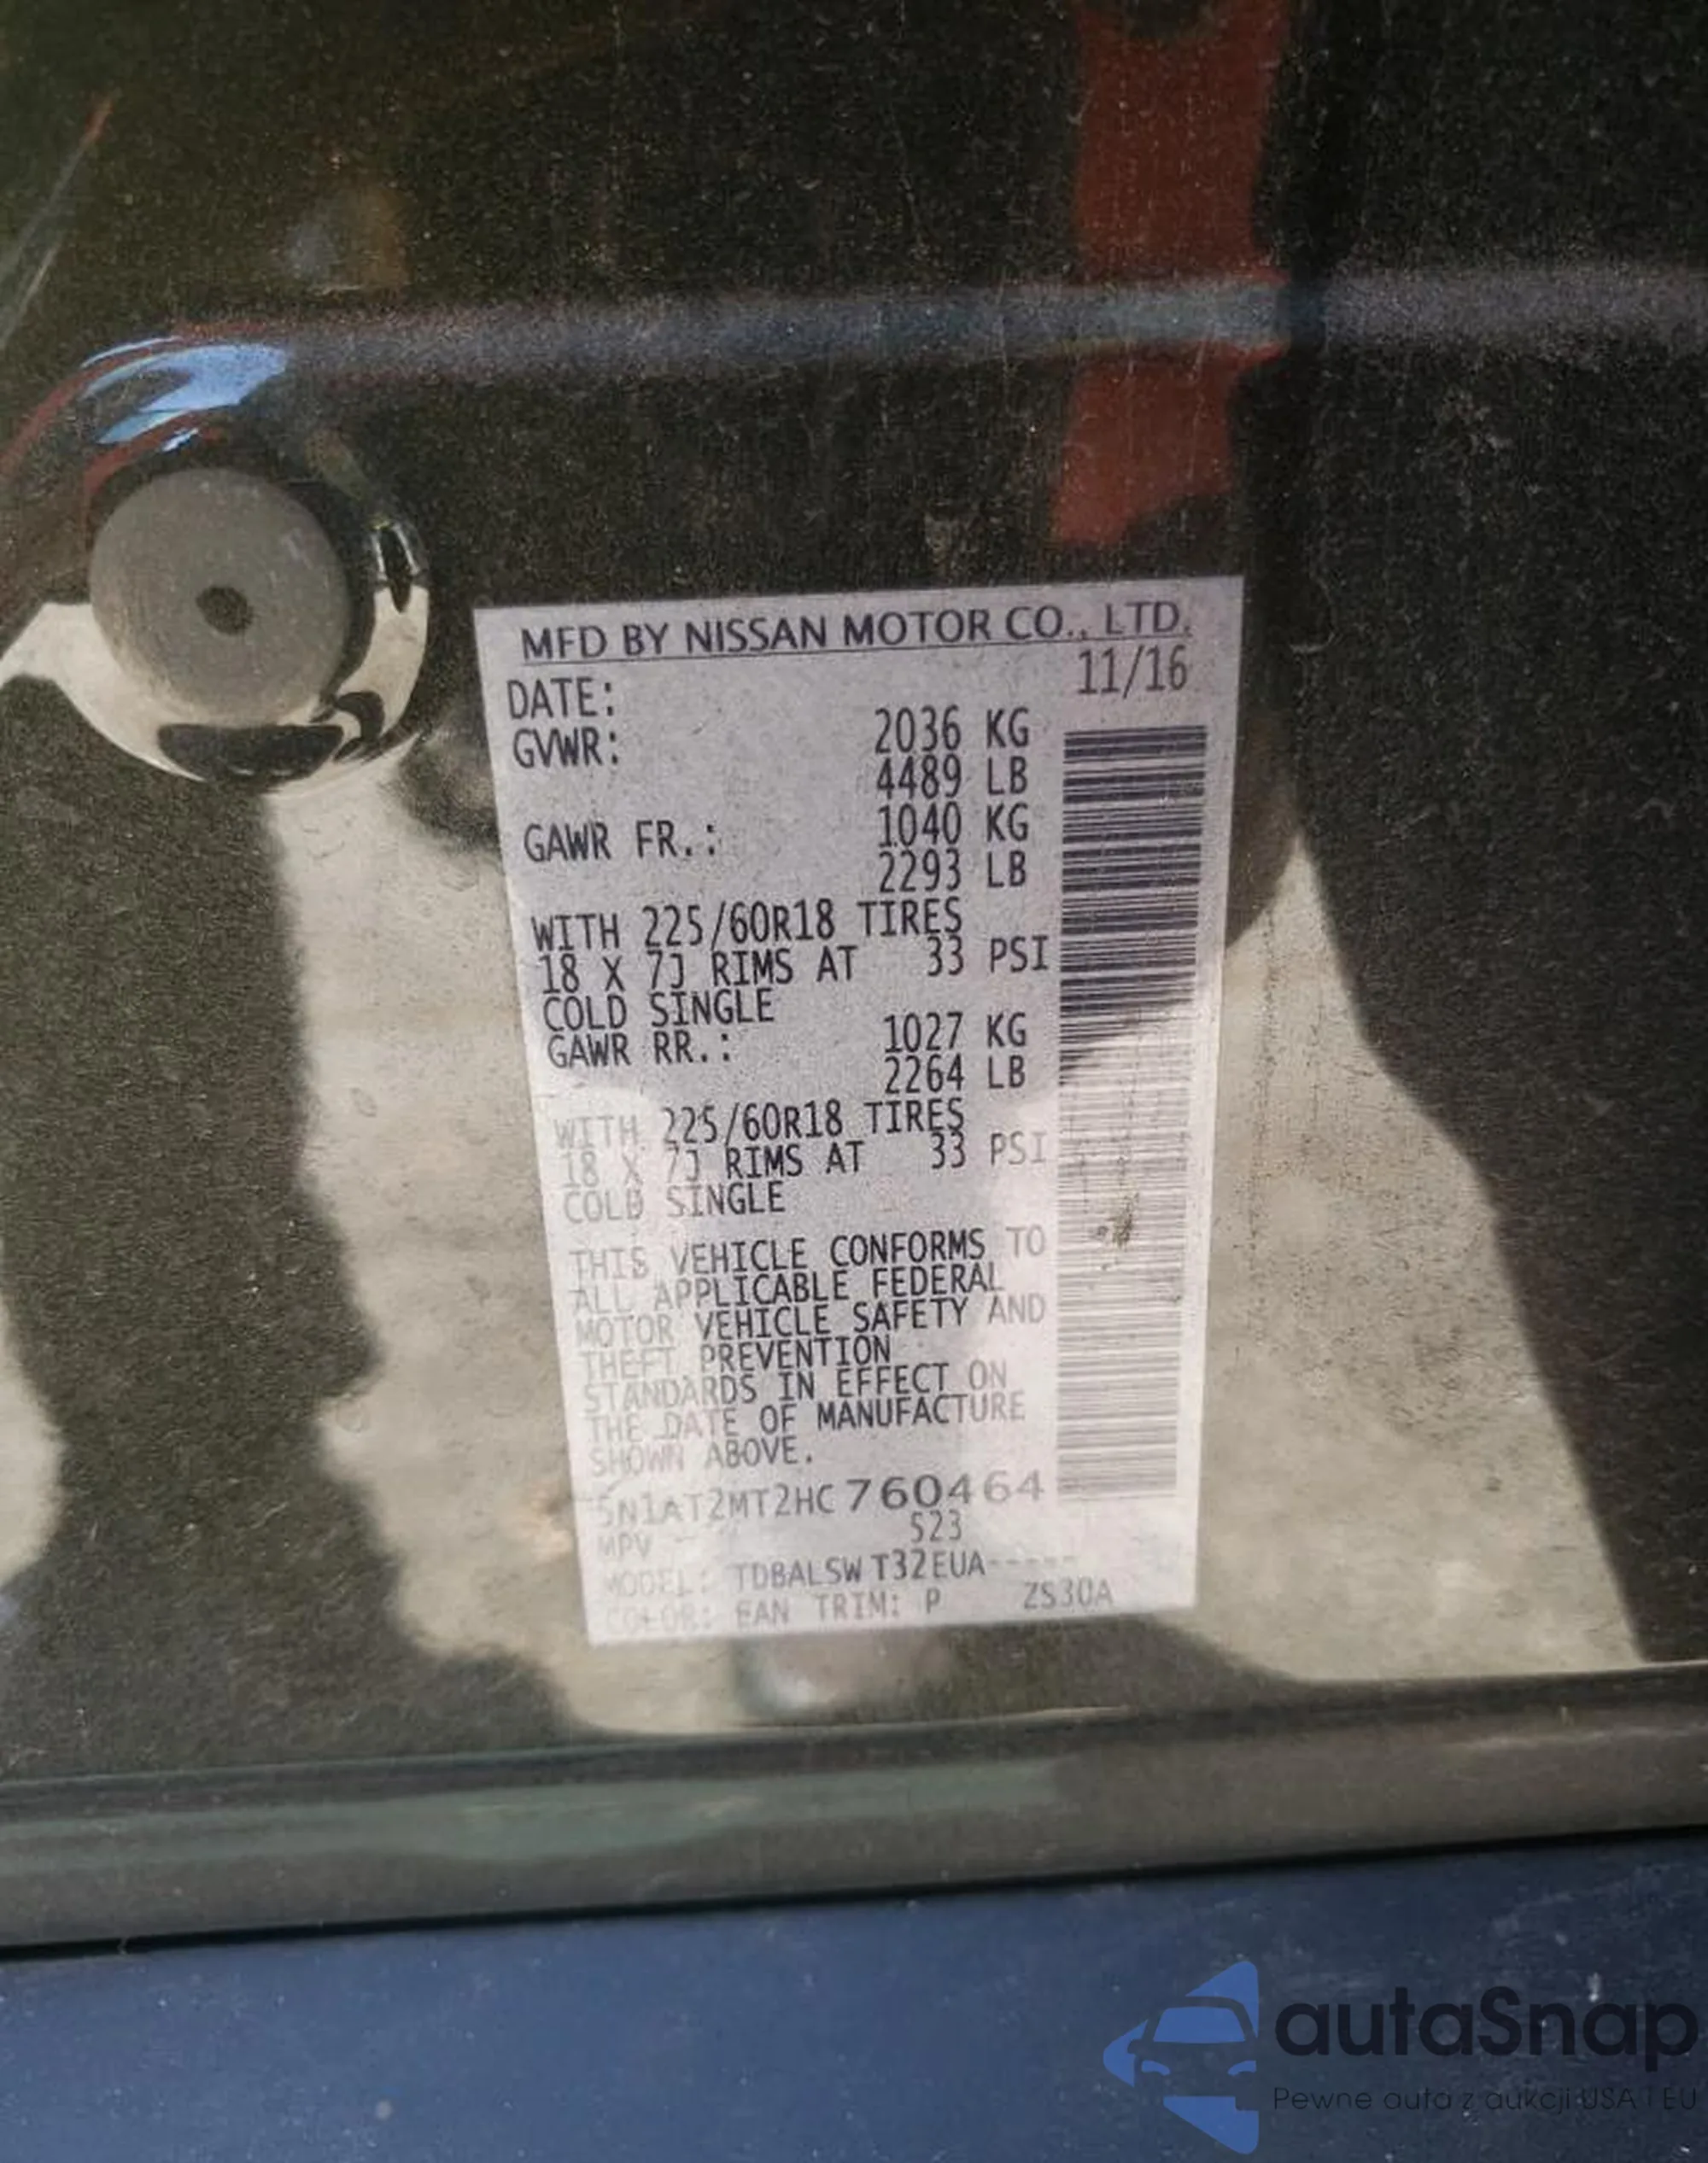 MFD BY NISSAN MOTOR CO., LTD.
DATE: 11/16
GVWR: 2036 KG
4489 LB
GAWR FR.: 1040 KG
2293 LB
WITH 225/60R18 TIRES
18 X 7J RIMS AT 33 PSI
COLD SINGLE
GAWR RR.: 1027 KG
2264 LB
WITH 225/60R18 TIRES
18 X 7J RIMS AT 33 PSI
COLD SINGLE
THIS VEHICLE CONFORMS TO
ALL APPLICABLE FEDERAL
MOTOR VEHICLE SAFETY AND
THEFT PREVENTION
STANDARDS IN EFFECT ON
THE DATE OF MANUFACTURE
SHOWN ABOVE.
5N1AT2MT2HC760464
MPV 523
MODEL: TDBALSW T32EUA-----
COLOR: EAN TRIM: P ZS30A
autaSnap
Pewne auta z aukcji USA i EU